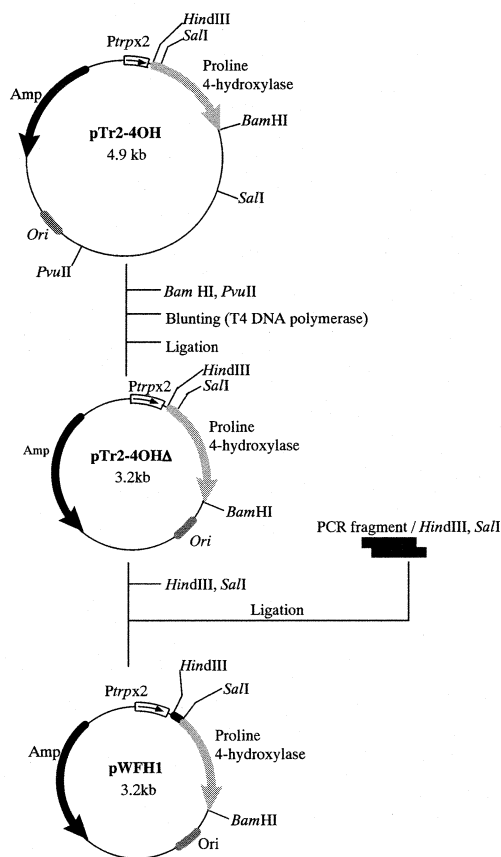 HindIII
Ptrpx2
SalI
Proline
4-hydroxylase
Amp
BamHI
pTr2-4OH
4.9 kb
SalI
Ori
PvuII
Bam HI, PvuII
Blunting (T4 DNA polymerase)
Ligation
HindIII
Ptrpx2
SalI
Proline
4-hydroxylase
Amp
pTr2-4OHΔ
3.2kb
BamHI
Ori
PCR fragment / HindIII, SalI
HindIII, SalI
Ligation
HindIII
Ptrpx2
SalI
Proline
4-hydroxylase
Amp
pWFH1
3.2kb
BamHI
Ori